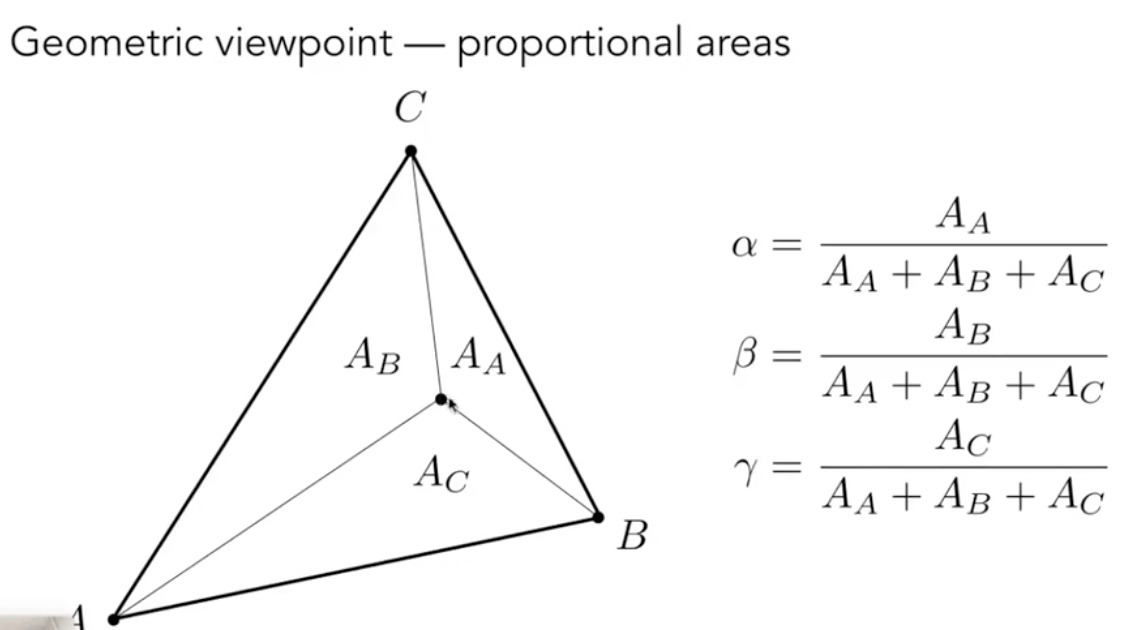 Geometric viewpoint — proportional areas
C
α = A_A / (A_A + A_B + A_C)
A_B A_A
β = A_B / (A_A + A_B + A_C)
A_C
γ = A_C / (A_A + A_B + A_C)
B
A